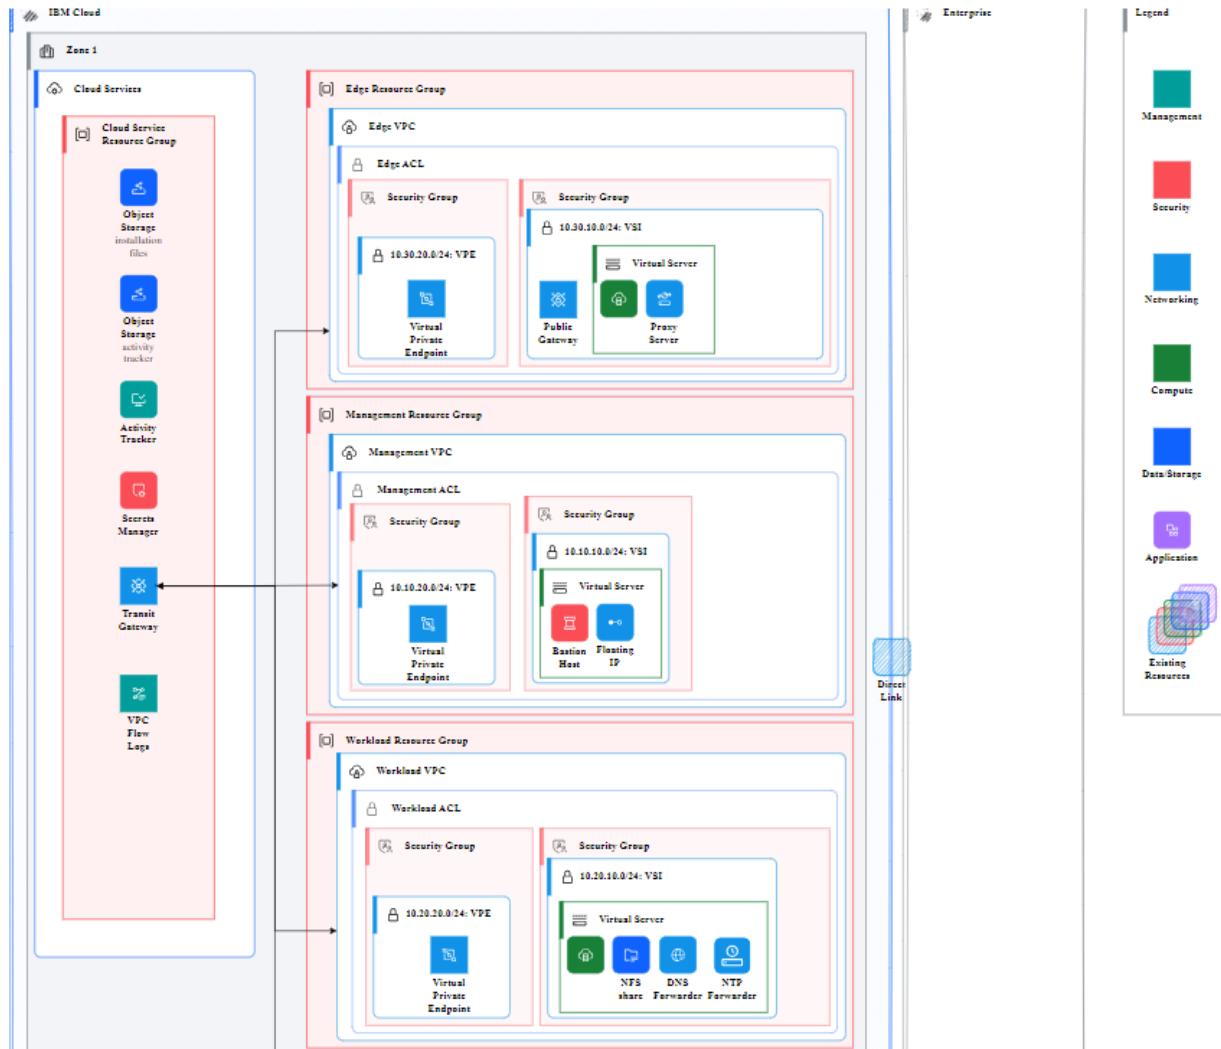 IBM Cloud
Enterprise
Legend
Zone 1
Cloud Services
Cloud Service
Resource Group
Object
Storage
installation
files
Object
Storage
activity
tracker
Activity
Tracker
Secrets
Manager
Transit
Gateway
VPC
Flow
Logs
Edge Resource Group
Edge VPC
Edge ACL
Security Group
10.30.20.0/24: VPE
Virtual
Private
Endpoint
Security Group
10.30.10.0/24: VSI
Public
Gateway
Virtual Server
Proxy
Server
Management Resource Group
Management VPC
Management ACL
Security Group
10.10.20.0/24: VPE
Virtual
Private
Endpoint
Security Group
10.10.10.0/24: VSI
Virtual Server
Bastion
Host
Floating
IP
Workload Resource Group
Workload VPC
Workload ACL
Security Group
10.20.20.0/24: VPE
Virtual
Private
Endpoint
Security Group
10.20.10.0/24: VSI
Virtual Server
NFS
share
DNS
Forwarder
NTP
Forwarder
Direct
Link
Management
Security
Networking
Compute
Data/Storage
Application
Existing
Resources